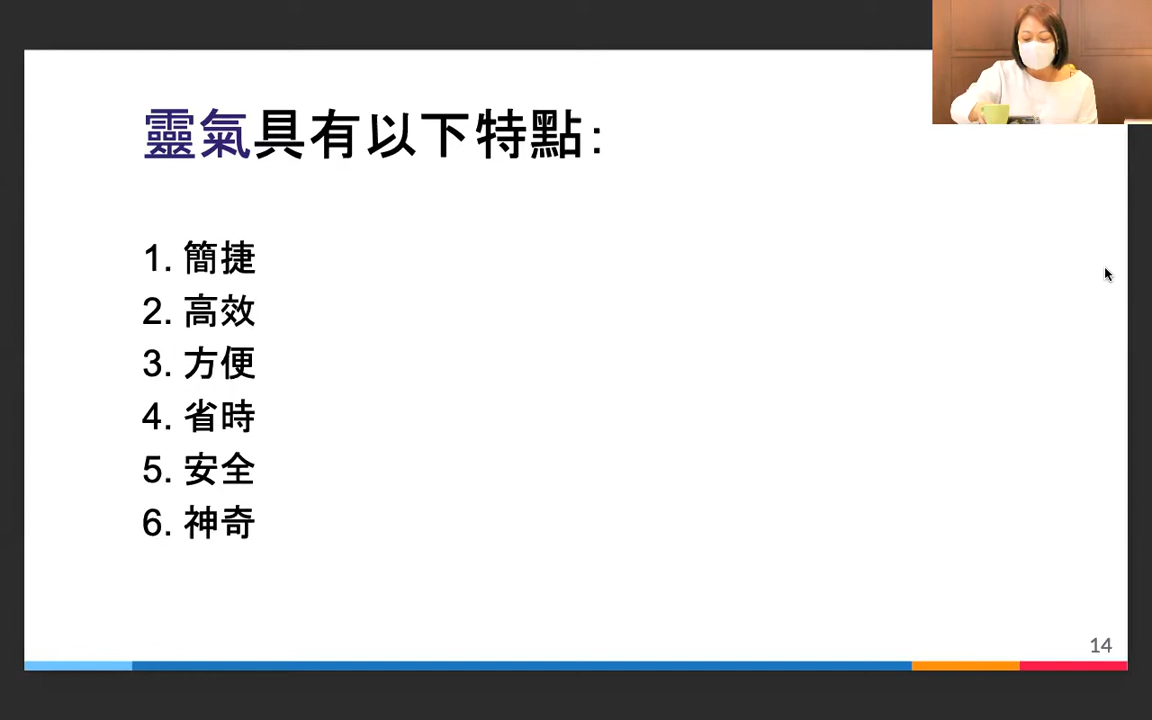 靈氣具有以下特點：
1. 簡捷
2. 高效
3. 方便
4. 省時
5. 安全
6. 神奇
14